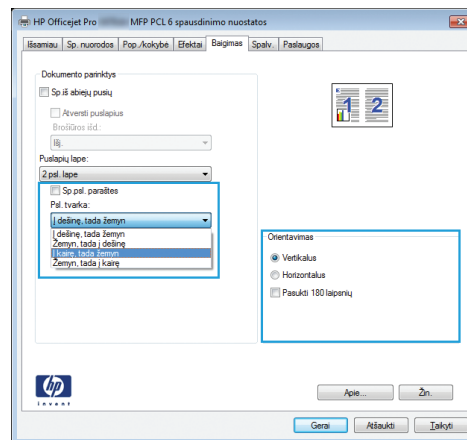 HP Officejet Pro MFP PCL 6 spausdinimo nuostatos
Išsamiau Sp. nuorodos Pop./kokybė Efektai Baigimas Spalv. Paslaugos
Dokumento parinktys
Sp.iš abiejų pusių
Atversti puslapius
Brošiūros išd.:
Išj.
Puslapių lape:
2 psl. lape
Sp.psl. paraštes
Psl. tvarka:
Į dešinę, tada žemyn
Į dešinę, tada žemyn
Žemyn, tada į dešinę
Į kairę, tada žemyn
Žemyn, tada į kairę
1 2
Orientavimas
Vertikalus
Horizontalus
Pasukti 180 laipsnių
hp
invent
Apie... Žin.
Gerai Atšaukti Taikyti